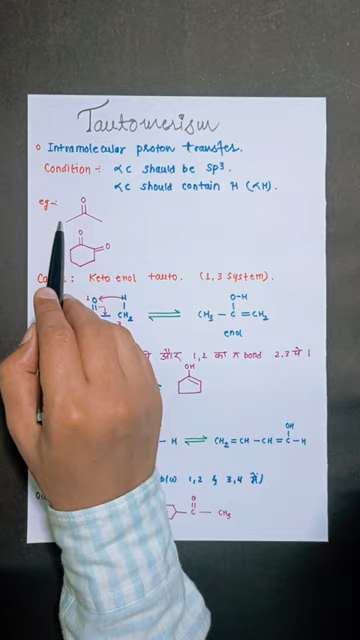 Tautomerism
o Intramolecular proton transfer.
Condition :- αC should be sp³.
αC should contain H (αH).
eg -:
O
O
O
: Keto enol tauto. (1,3 system).
O H O-H
CH₂ ⇌ CH₃ - C = CH₂
3 enol
और 1,2 का π bond 2,3 पे ।
OH
OH
- H ⇌ CH₂ = CH - CH = C - H
b/w 1,2 & 3,4 में)
O
C - CH₃